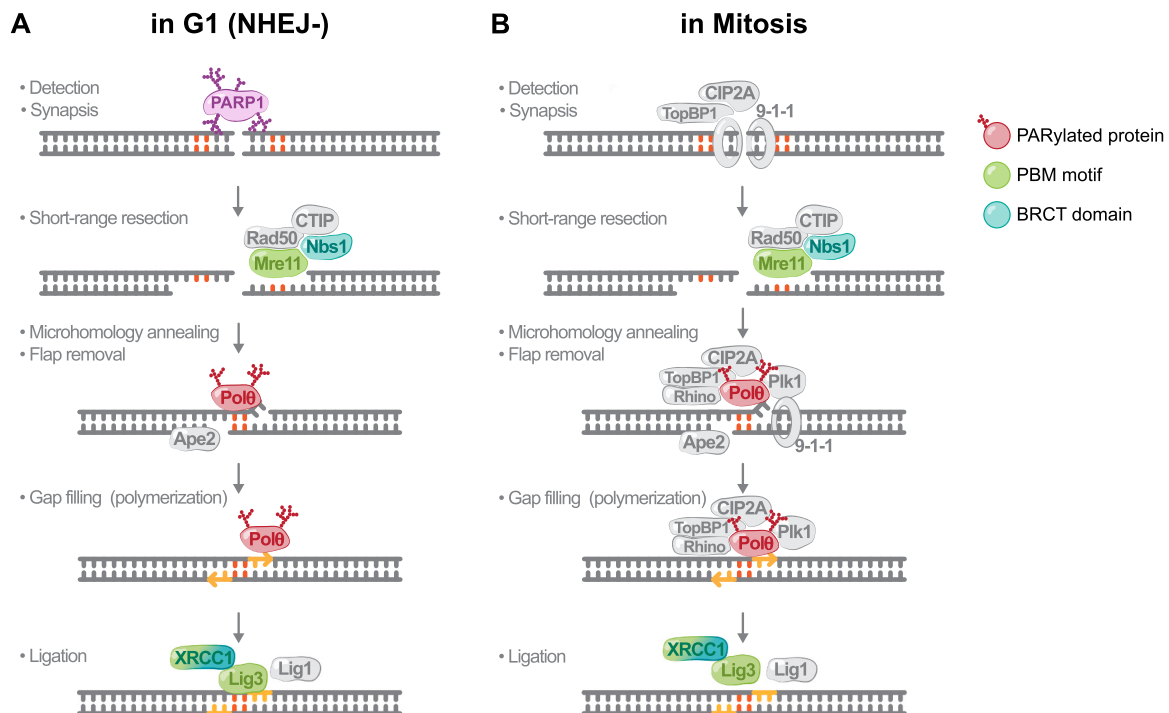 A
in G1 (NHEJ-)
• Detection
• Synapsis
PARP1
• Short-range resection
CTIP
Rad50
Nbs1
Mre11
• Microhomology annealing
• Flap removal
Polθ
Ape2
• Gap filling (polymerization)
Polθ
• Ligation
XRCC1
Lig3
Lig1
B
in Mitosis
• Detection
• Synapsis
CIP2A
TopBP1
9-1-1
• Short-range resection
CTIP
Rad50
Nbs1
Mre11
• Microhomology annealing
• Flap removal
CIP2A
TopBP1
Rhino
Polθ
Plk1
Ape2
9-1-1
• Gap filling (polymerization)
CIP2A
TopBP1
Rhino
Polθ
Plk1
• Ligation
XRCC1
Lig3
Lig1
PARylated protein
PBM motif
BRCT domain